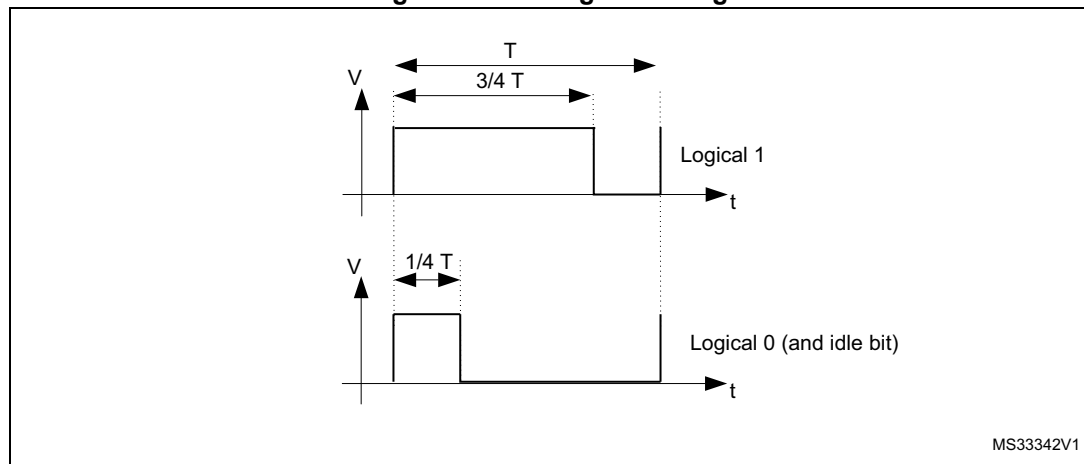 T
V
3/4 T
Logical 1
t
V
1/4 T
Logical 0 (and idle bit)
t
MS33342V1